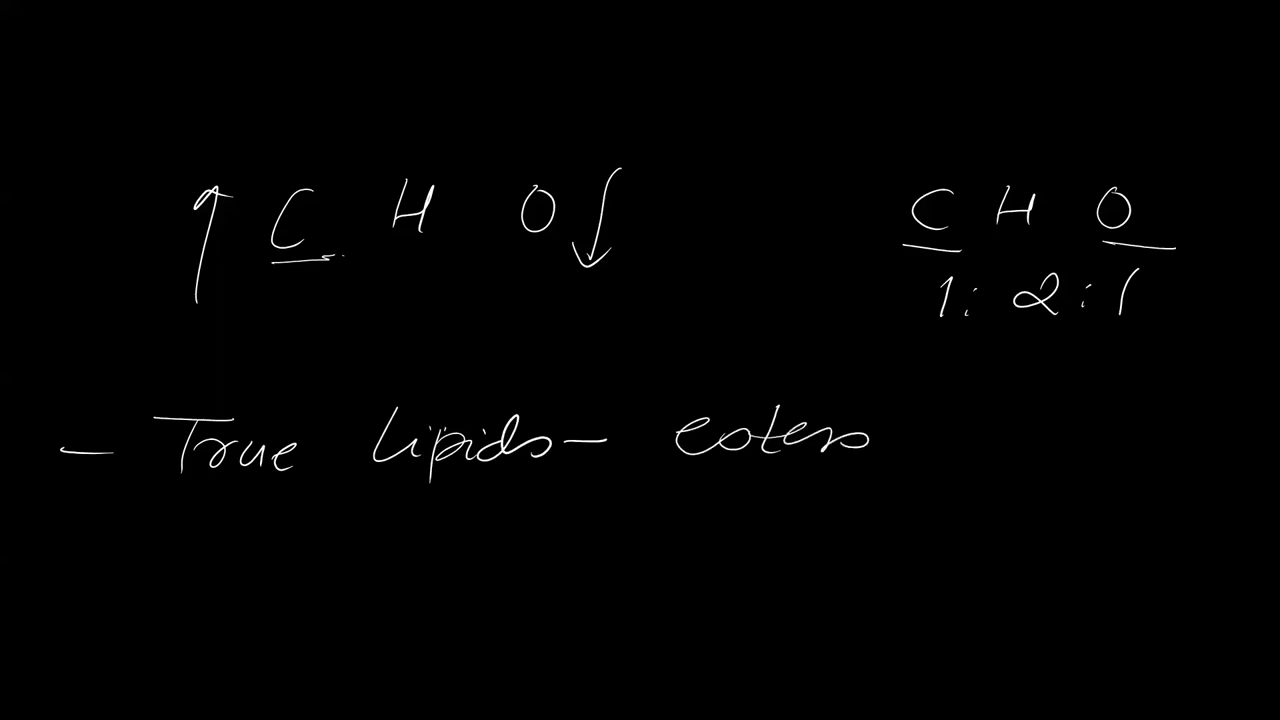 ↑ C H O ↓ C H O
1 : 2 : 1
- True Lipids - esters